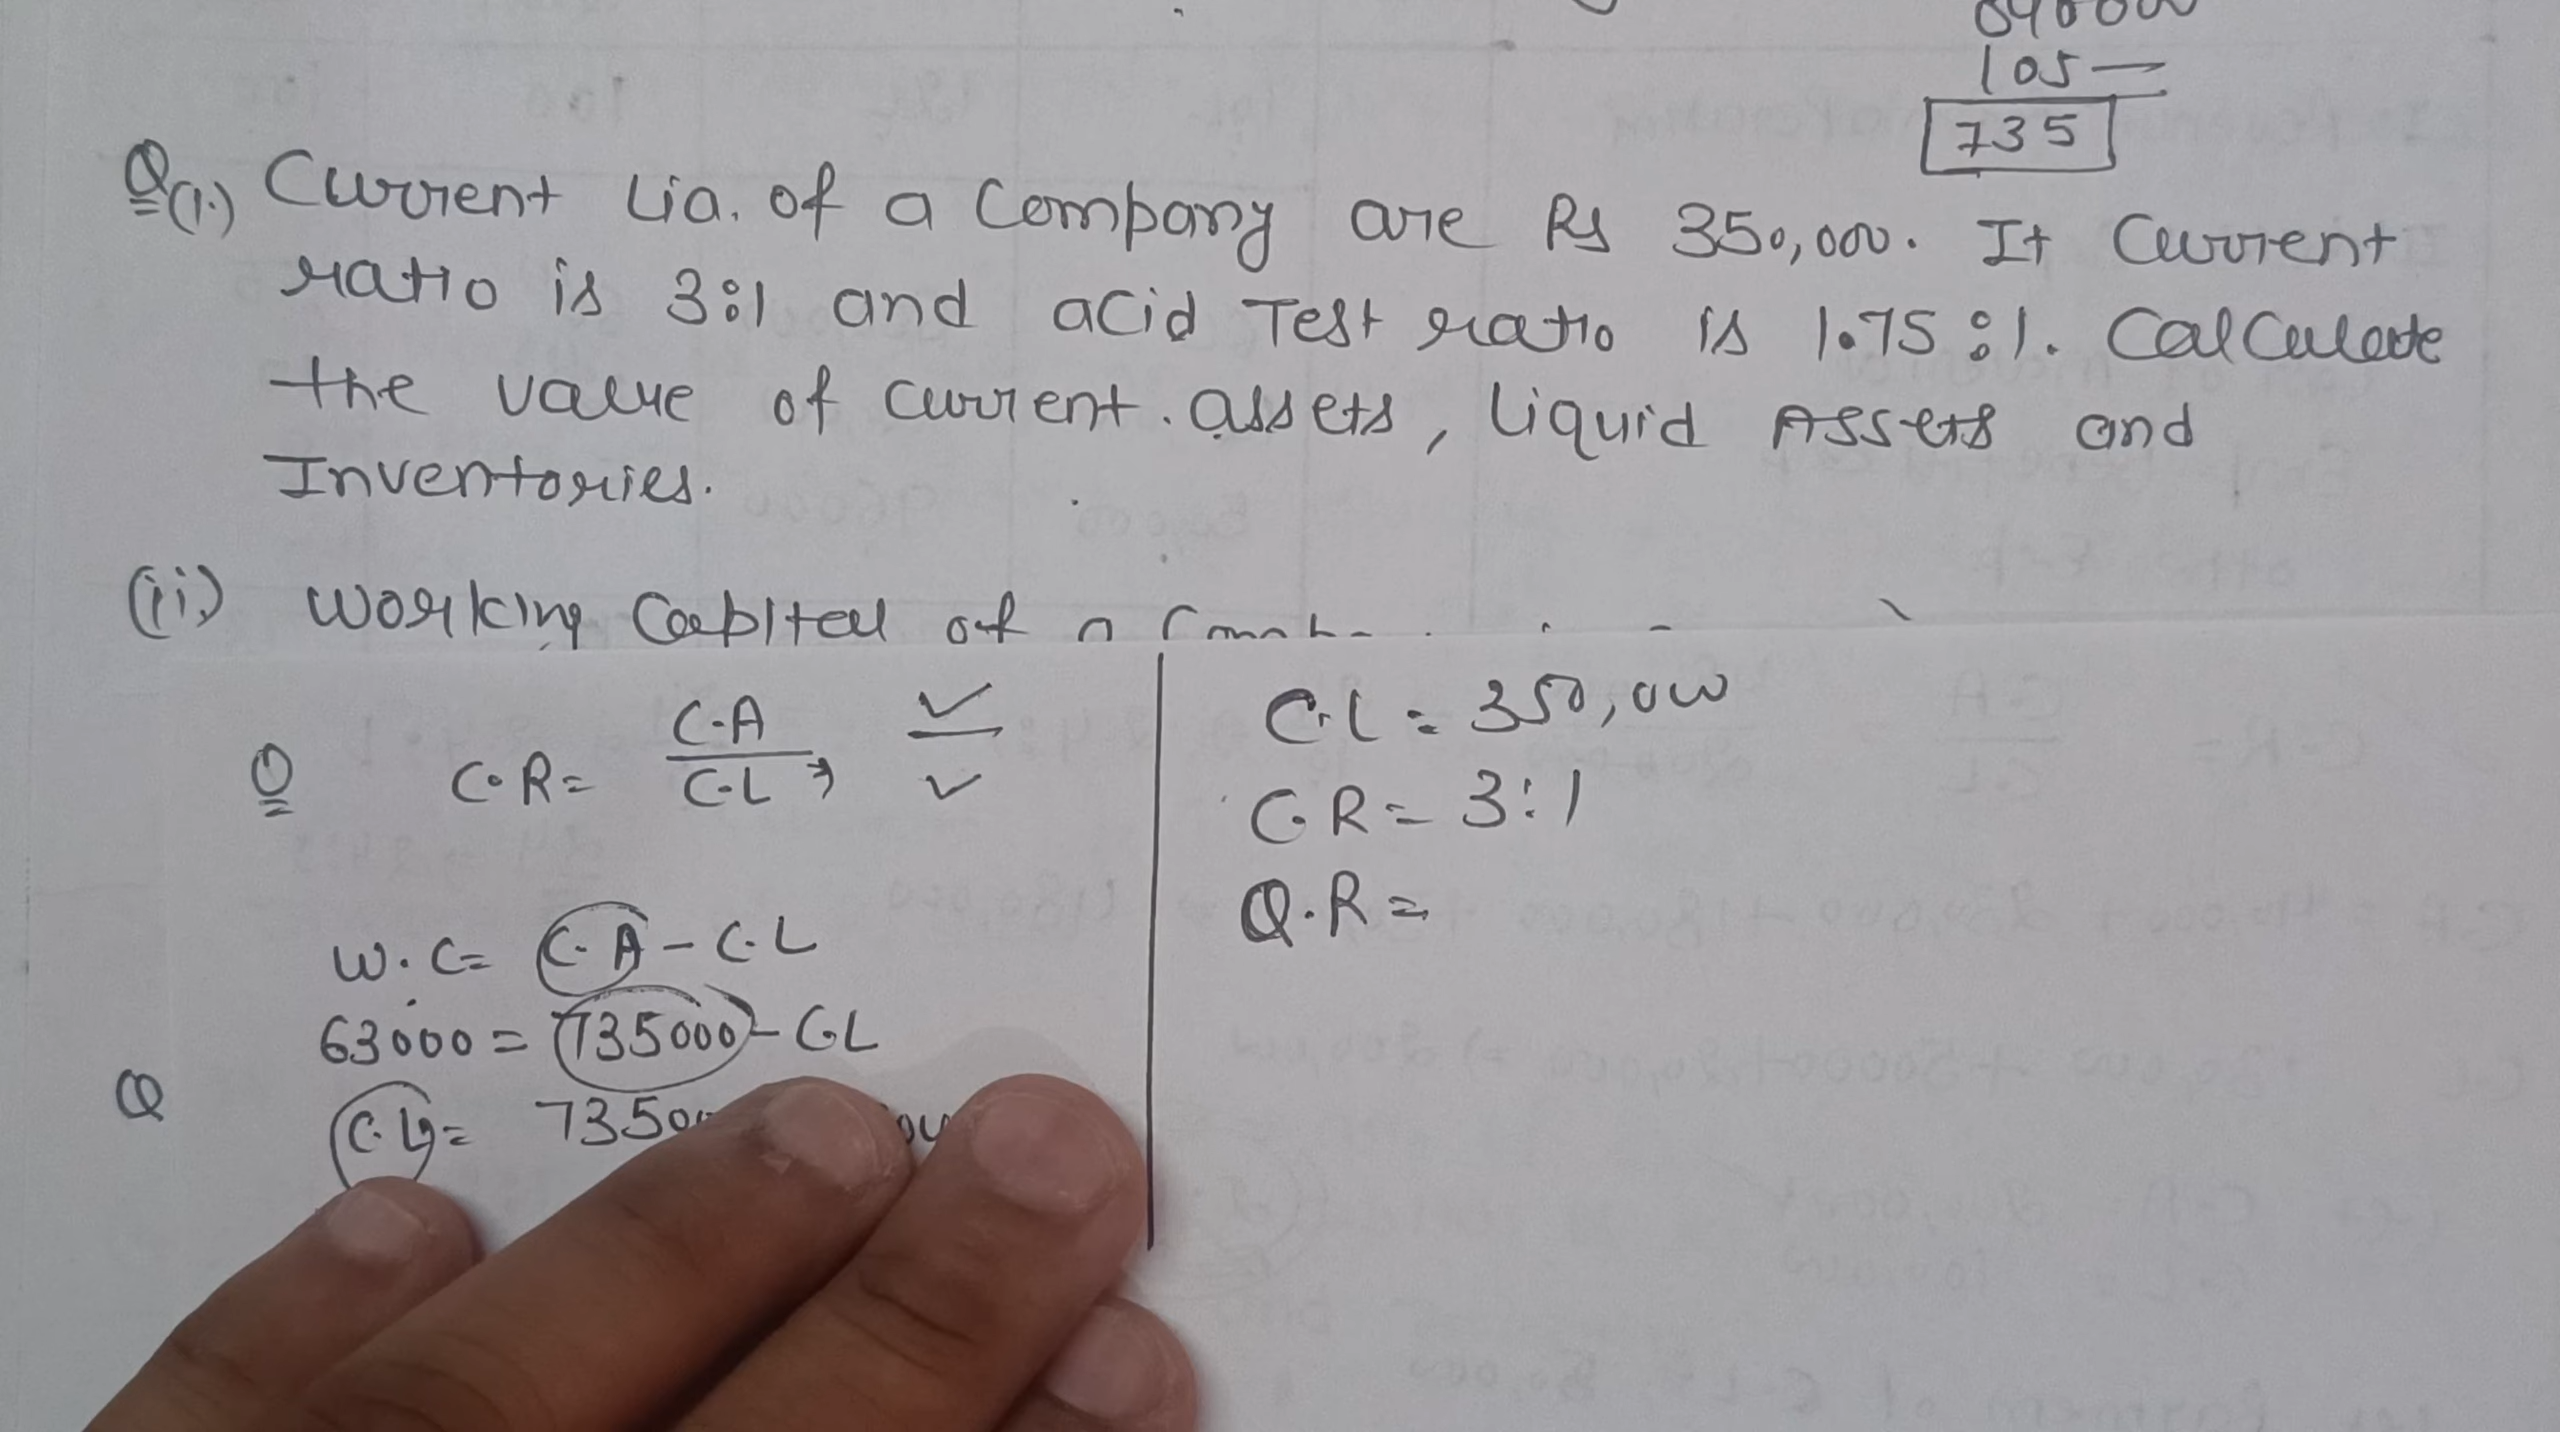 105
735
Q(i.) Current Lia. of a Company are Rs 350,000. It Current
ratio is 3:1 and acid Test ratio is 1.75:1. Calculate
the value of current. assets, liquid Assets and
Inventories.
(ii) Working Capital of a
Q C.R = C.A
C.L
W.C = C.A - C.L
63000 = 735000 - C.L
Q
C.L =
C.L = 350,000
C.R = 3:1
Q.R =